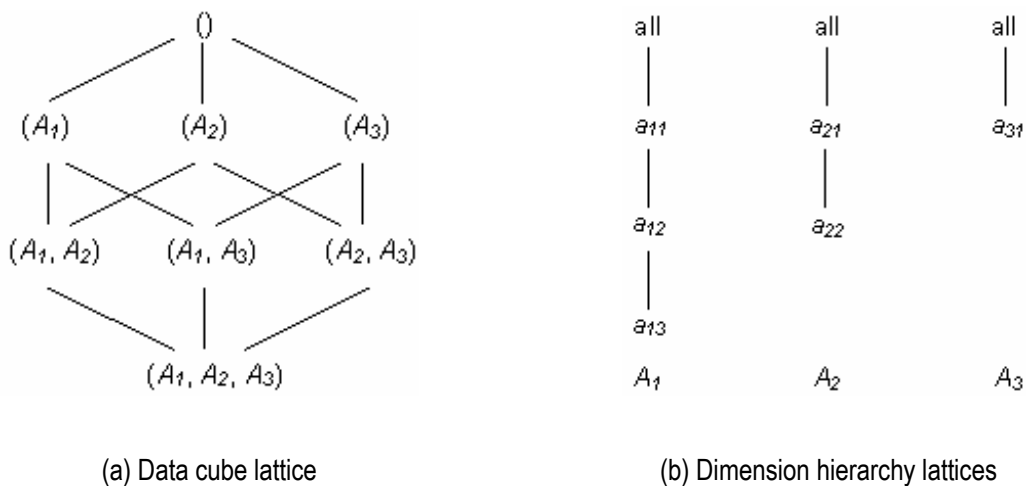 ()
(A1) (A2) (A3)
(A1, A2) (A1, A3) (A2, A3)
(A1, A2, A3)
(a) Data cube lattice
all all all
a11 a21 a31
a12 a22
a13
A1 A2 A3
(b) Dimension hierarchy lattices